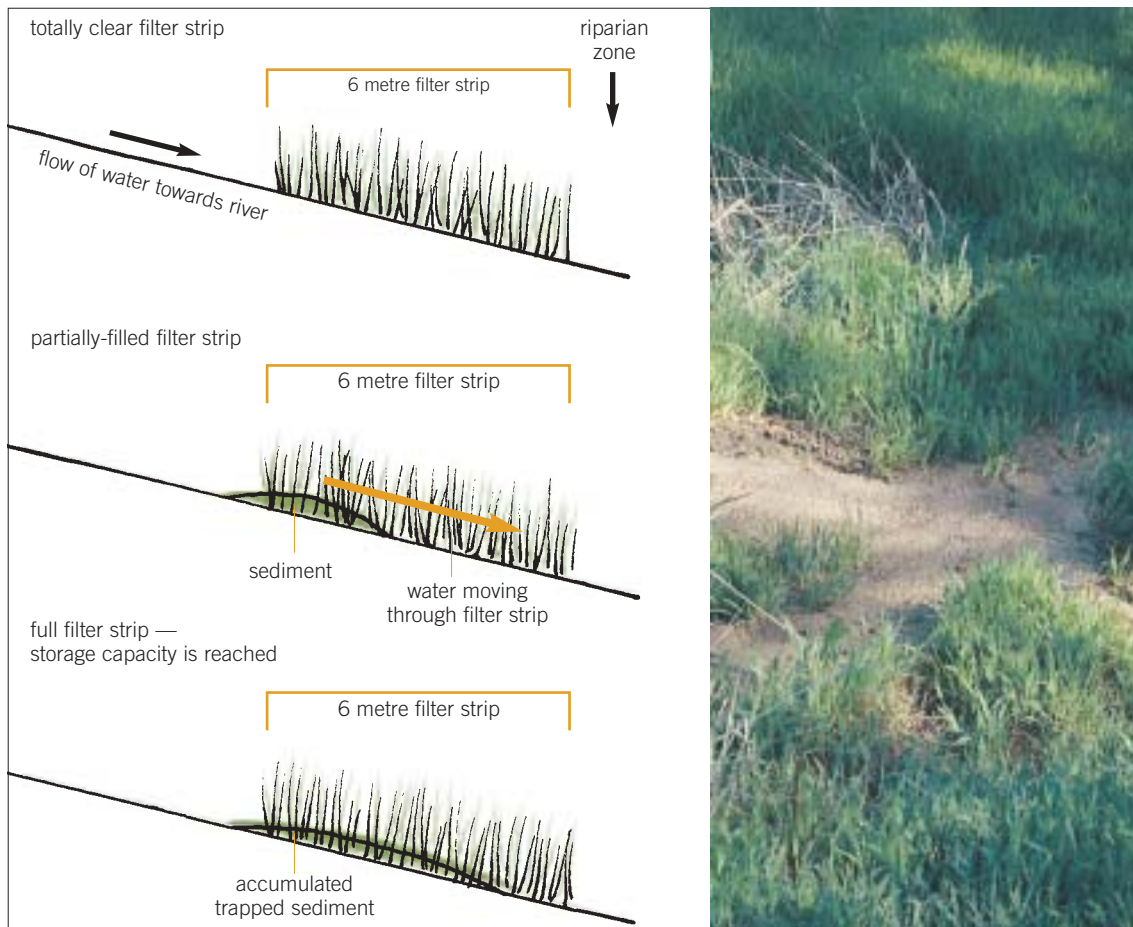 totally clear filter strip
riparian
zone
6 metre filter strip
flow of water towards river
partially-filled filter strip
6 metre filter strip
sediment
water moving
through filter strip
full filter strip —
storage capacity is reached
6 metre filter strip
accumulated
trapped sediment